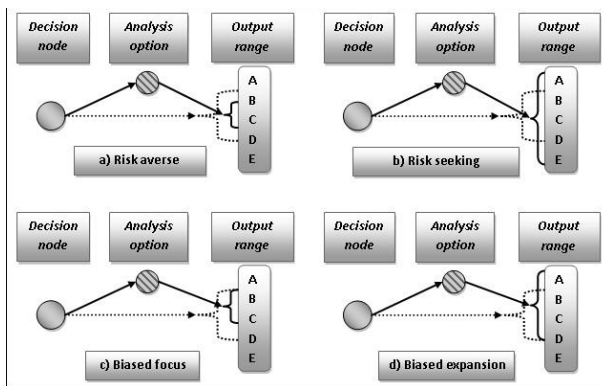 Decision
node
Analysis
option
Output
range
A
B
C
D
E
a) Risk averse
Decision
node
Analysis
option
Output
range
A
B
C
D
E
b) Risk seeking
Decision
node
Analysis
option
Output
range
A
B
C
D
E
c) Biased focus
Decision
node
Analysis
option
Output
range
A
B
C
D
E
d) Biased expansion